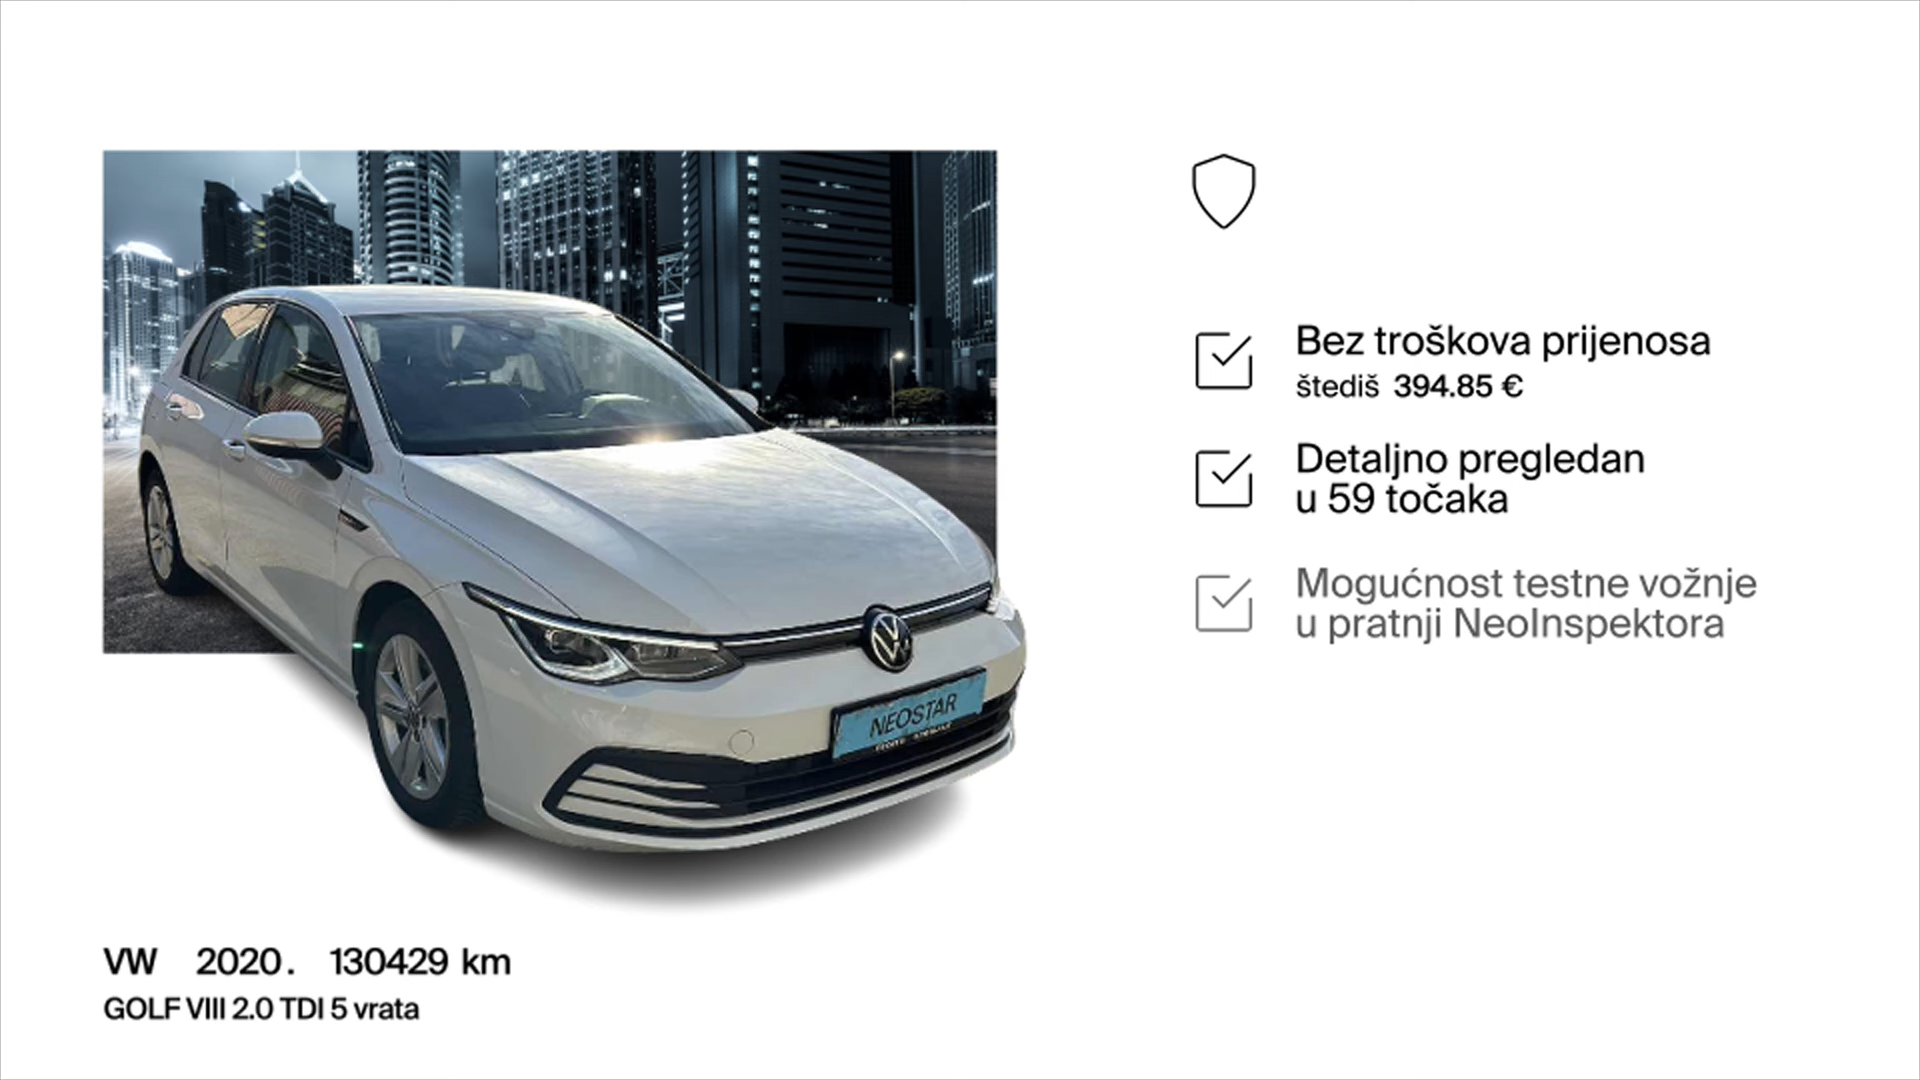 NEOSTAR
VW 2020. 130429 km
GOLF VIII 2.0 TDI 5 vrata
Bez troškova prijenosa
štediš 394.85 €
Detaljno pregledan
u 59 točaka
Mogućnost testne vožnje
u pratnji NeoInspektora